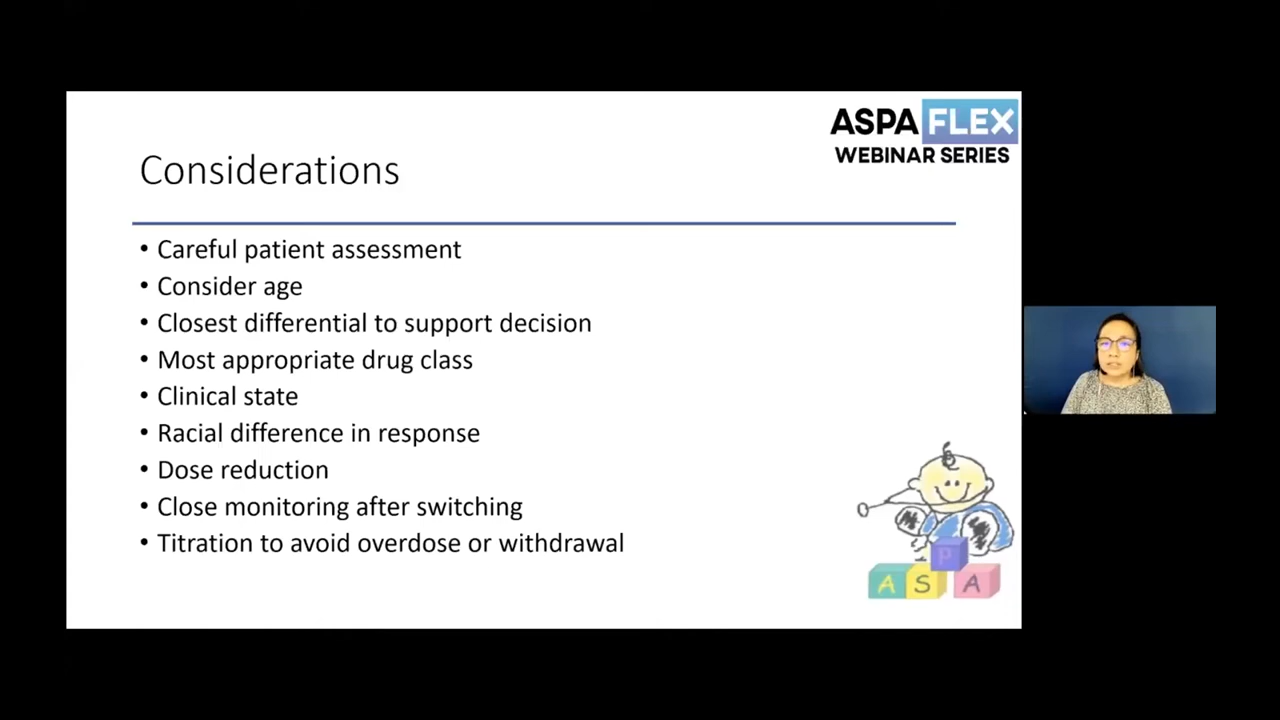 ASPA FLEX
WEBINAR SERIES
Considerations
• Careful patient assessment
• Consider age
• Closest differential to support decision
• Most appropriate drug class
• Clinical state
• Racial difference in response
• Dose reduction
• Close monitoring after switching
• Titration to avoid overdose or withdrawal
P
A S A